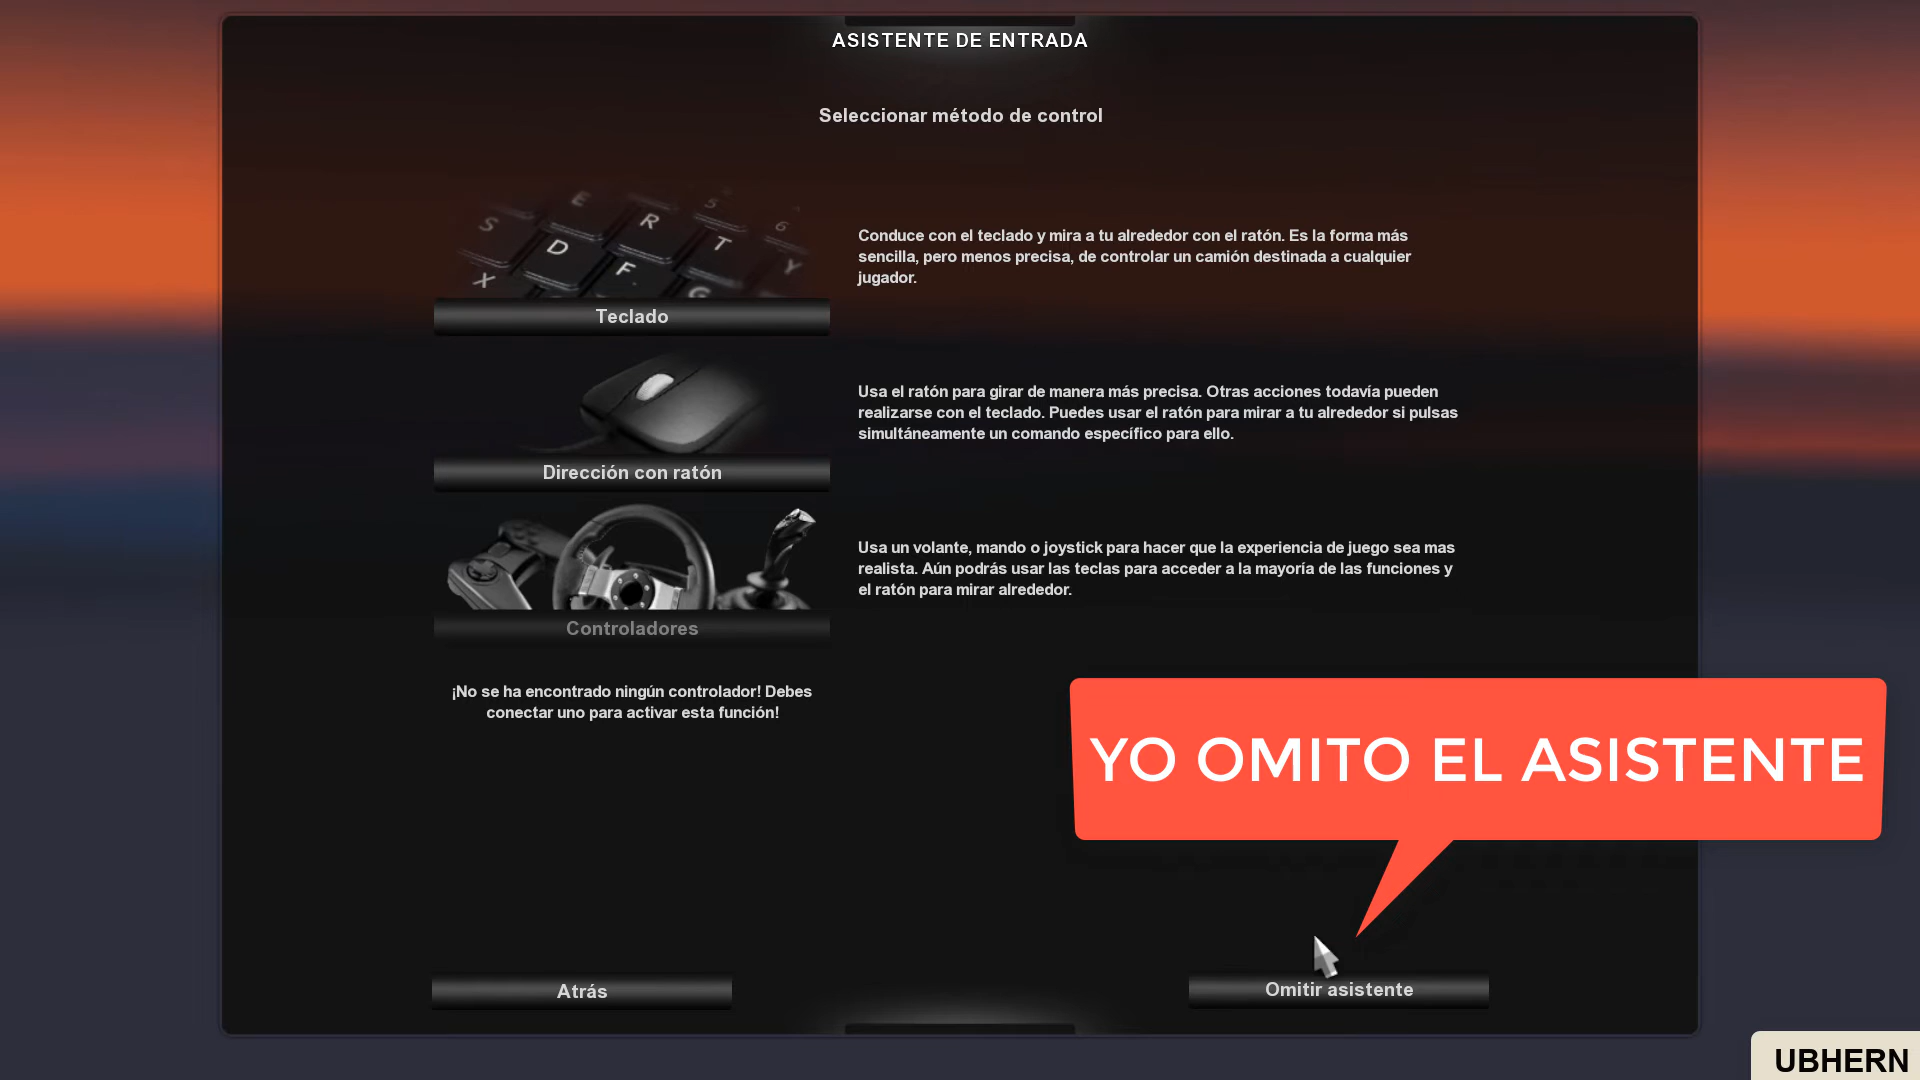 ASISTENTE DE ENTRADA
Seleccionar método de control
S E R 5 6
D F T Y
X G
Conduce con el teclado y mira a tu alrededor con el ratón. Es la forma más
sencilla, pero menos precisa, de controlar un camión destinada a cualquier
jugador.
Teclado
Usa el ratón para girar de manera más precisa. Otras acciones todavía pueden
realizarse con el teclado. Puedes usar el ratón para mirar a tu alrededor si pulsas
simultáneamente un comando específico para ello.
Dirección con ratón
Usa un volante, mando o joystick para hacer que la experiencia de juego sea mas
realista. Aún podrás usar las teclas para acceder a la mayoría de las funciones y
el ratón para mirar alrededor.
Controladores
¡No se ha encontrado ningún controlador! Debes
conectar uno para activar esta función!
YO OMITO EL ASISTENTE
Atrás
Omitir asistente
UBHERN